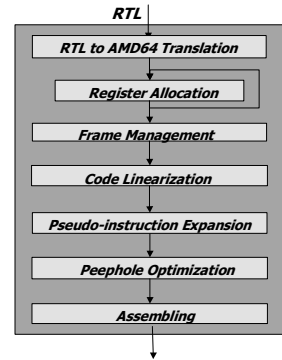 RTL
RTL to AMD64 Translation
Register Allocation
Frame Management
Code Linearization
Pseudo-instruction Expansion
Peephole Optimization
Assembling